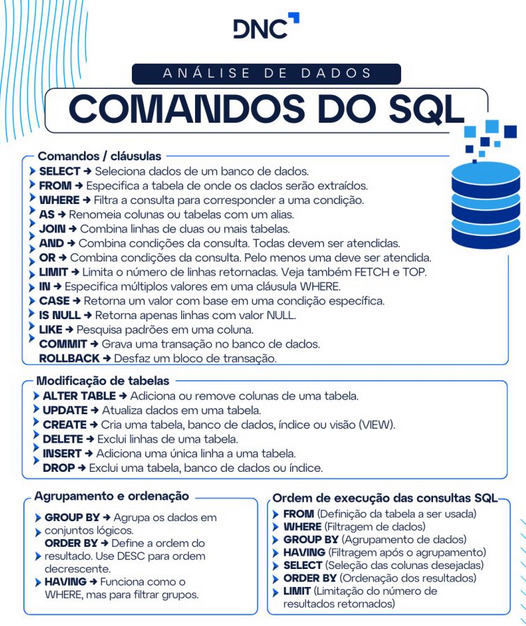 DNC
ANÁLISE DE DADOS
COMANDOS DO SQL
Comandos / cláusulas
SELECT → Seleciona dados de um banco de dados.
FROM → Especifica a tabela de onde os dados serão extraídos.
WHERE → Filtra a consulta para corresponder a uma condição.
AS → Renomeia colunas ou tabelas com um alias.
JOIN → Combina linhas de duas ou mais tabelas.
AND → Combina condições da consulta. Todas devem ser atendidas.
OR → Combina condições da consulta. Pelo menos uma deve ser atendida.
LIMIT → Limita o número de linhas retornadas. Veja também FETCH e TOP.
IN → Especifica múltiplos valores em uma cláusula WHERE.
CASE → Retorna um valor com base em uma condição específica.
IS NULL → Retorna apenas linhas com valor NULL.
LIKE → Pesquisa padrões em uma coluna.
COMMIT → Grava uma transação no banco de dados.
ROLLBACK → Desfaz um bloco de transação.
Modificação de tabelas
ALTER TABLE → Adiciona ou remove colunas de uma tabela.
UPDATE → Atualiza dados em uma tabela.
CREATE → Cria uma tabela, banco de dados, índice ou visão (VIEW).
DELETE → Exclui linhas de uma tabela.
INSERT → Adiciona uma única linha a uma tabela.
DROP → Exclui uma tabela, banco de dados ou índice.
Agrupamento e ordenação
GROUP BY → Agrupa os dados em
conjuntos lógicos.
ORDER BY → Define a ordem do
resultado. Use DESC para ordem
decrescente.
HAVING → Funciona como o
WHERE, mas para filtrar grupos.
Ordem de execução das consultas SQL
FROM (Definição da tabela a ser usada)
WHERE (Filtragem de dados)
GROUP BY (Agrupamento de dados)
HAVING (Filtragem após o agrupamento)
SELECT (Seleção das colunas desejadas)
ORDER BY (Ordenação dos resultados)
LIMIT (Limitação do número de
resultados retornados)